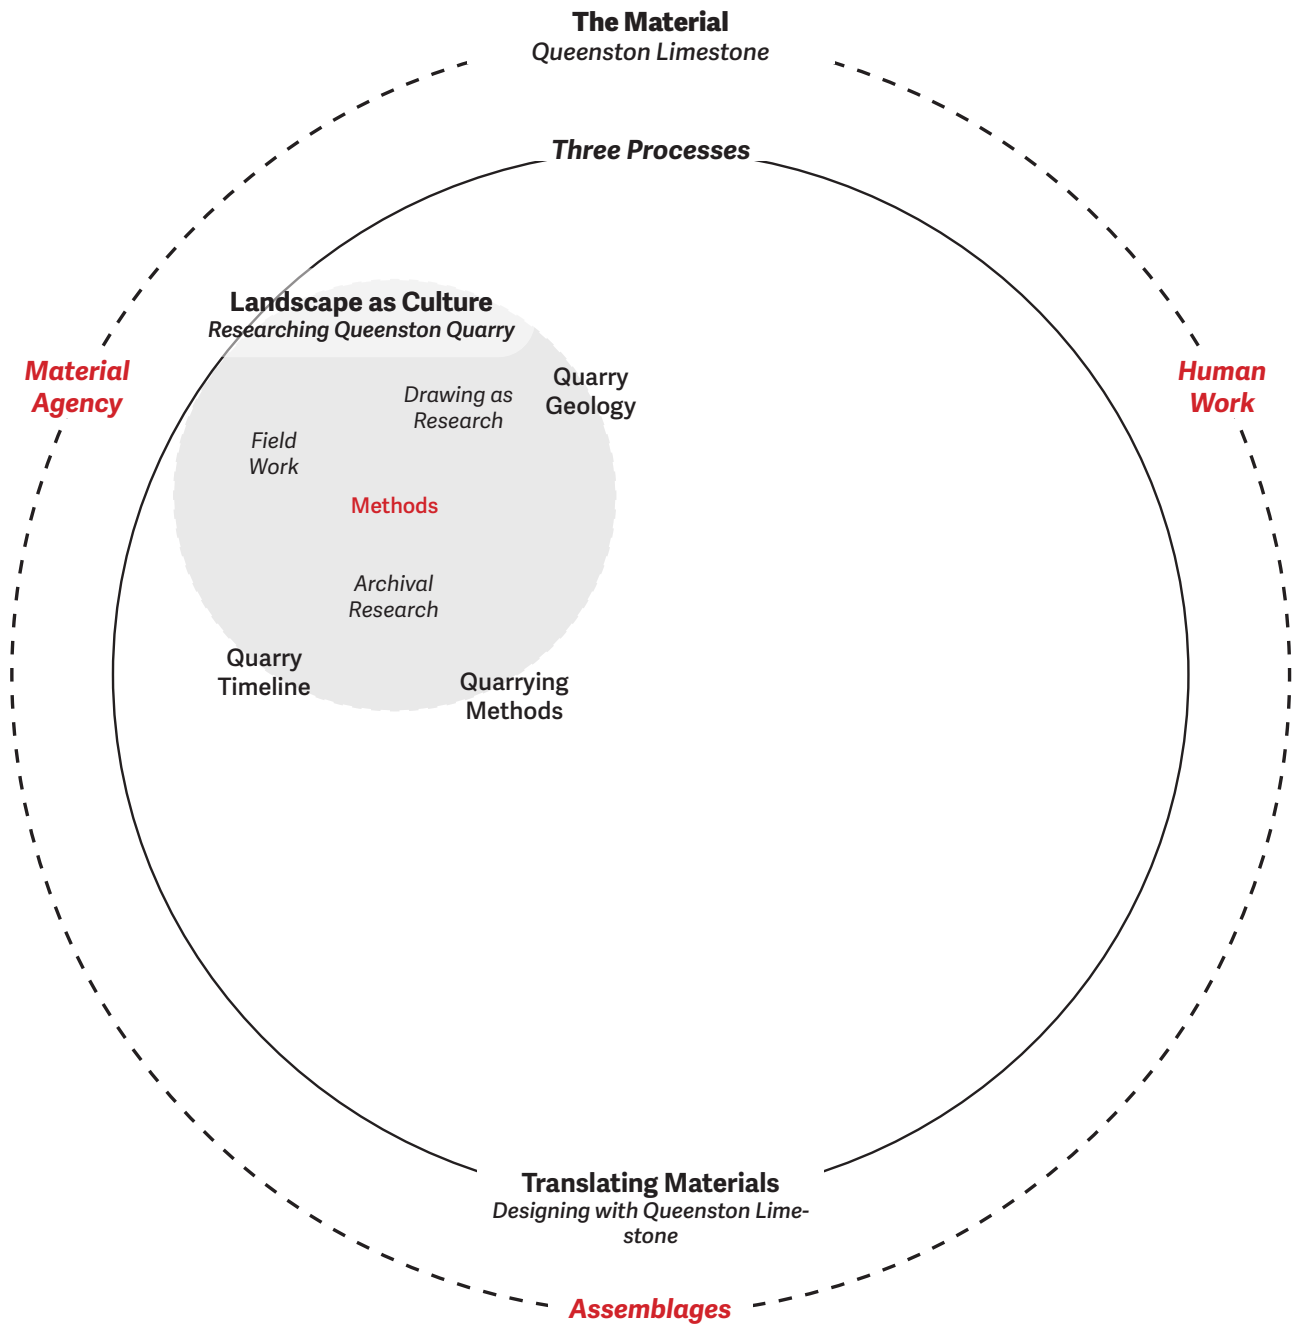 The Material
Queenston Limestone
Three Processes
Landscape as Culture
Researching Queenston Quarry
Material
Agency
Human
Work
Quarry
Geology
Drawing as
Research
Field
Work
Methods
Archival
Research
Quarry
Timeline
Quarrying
Methods
Translating Materials
Designing with Queenston Lime-
stone
Assemblages